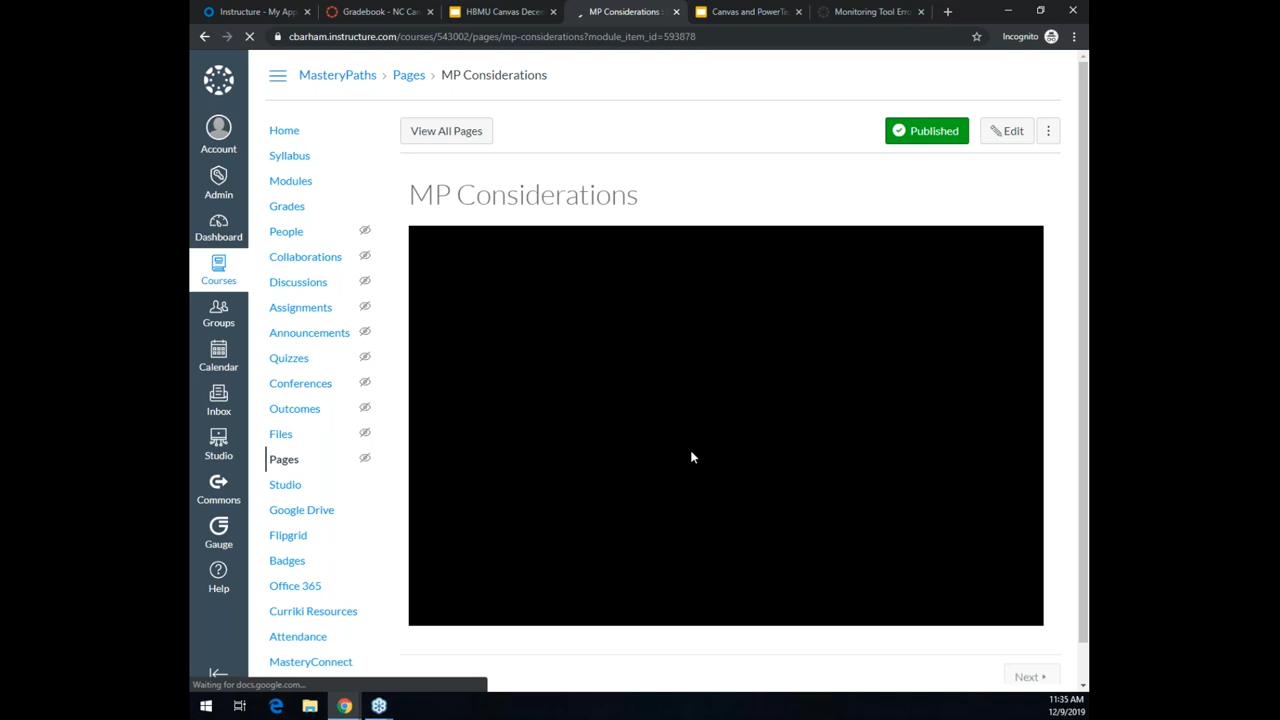 Instructure - My App
Gradebook - NC Can
HBMU Canvas Decem
MP Considerations
Canvas and PowerTe
Monitoring Tool Erro
cbarham.instructure.com/courses/543002/pages/mp-considerations?module_item_id=593878
Incognito
MasteryPaths
Pages
MP Considerations
Account
Admin
Dashboard
Courses
Groups
Calendar
Inbox
Studio
Commons
Gauge
Help
Home
Syllabus
Modules
Grades
People
Collaborations
Discussions
Assignments
Announcements
Quizzes
Conferences
Outcomes
Files
Pages
Studio
Google Drive
Flipgrid
Badges
Office 365
Curriki Resources
Attendance
MasteryConnect
View All Pages
Published
Edit
MP Considerations
Next
Waiting for docs.google.com...
11:35 AM
12/9/2019